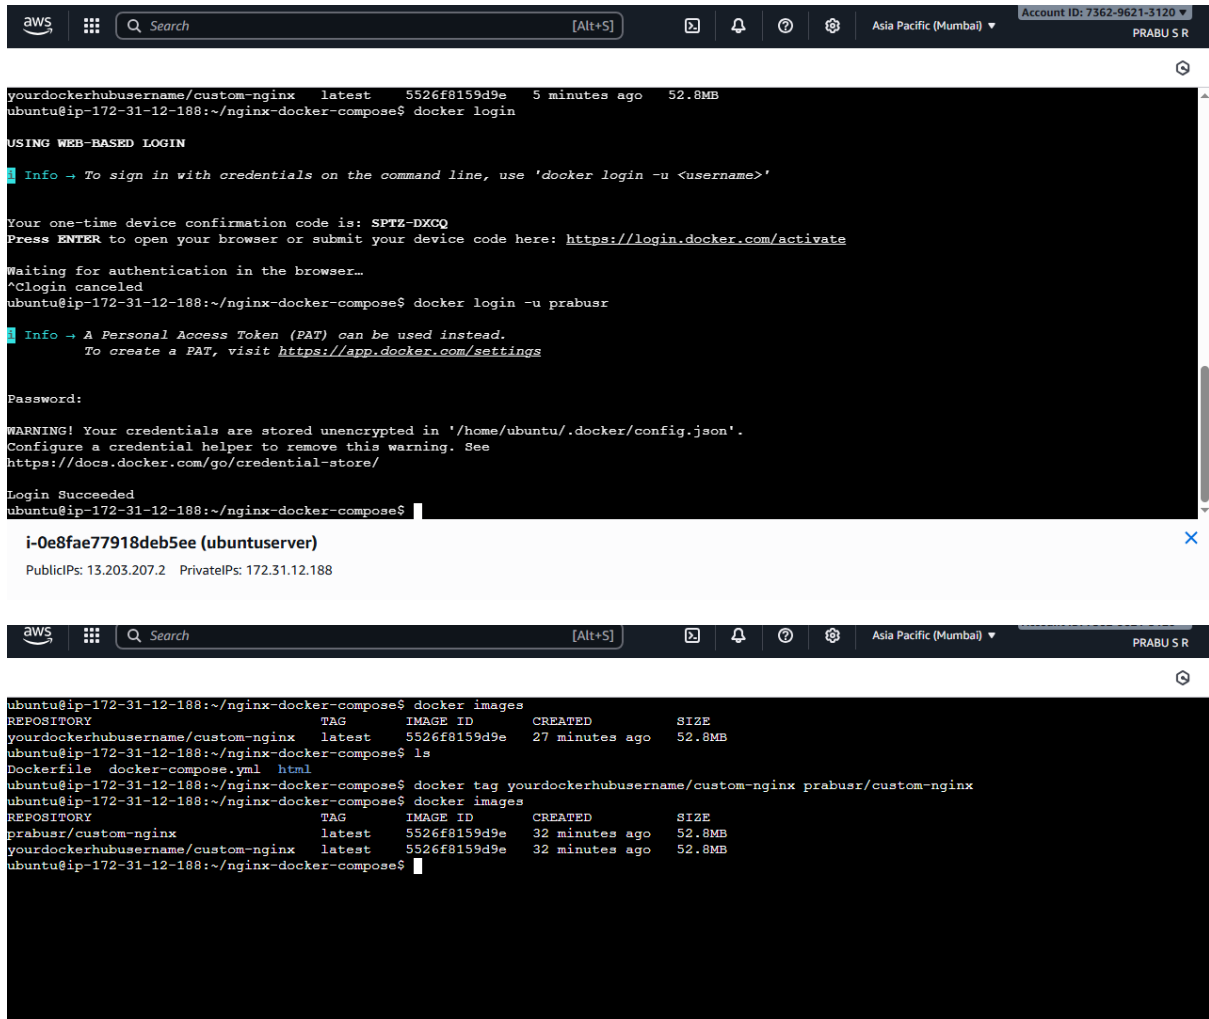 aws
Search
[Alt+S]
Asia Pacific (Mumbai) ▼
Account ID: 7362-9621-3120 ▼
PRABU S R
yourdockerhubusername/custom-nginx latest 5526f8159d9e 5 minutes ago 52.8MB
ubuntu@ip-172-31-12-188:~/nginx-docker-compose$ docker login
USING WEB-BASED LOGIN
i Info → To sign in with credentials on the command line, use 'docker login -u <username>'
Your one-time device confirmation code is: SPTZ-DXCQ
Press ENTER to open your browser or submit your device code here: https://login.docker.com/activate
Waiting for authentication in the browser…
^Clogin canceled
ubuntu@ip-172-31-12-188:~/nginx-docker-compose$ docker login -u prabusr
i Info → A Personal Access Token (PAT) can be used instead.
To create a PAT, visit https://app.docker.com/settings
Password:
WARNING! Your credentials are stored unencrypted in '/home/ubuntu/.docker/config.json'.
Configure a credential helper to remove this warning. See
https://docs.docker.com/go/credential-store/
Login Succeeded
ubuntu@ip-172-31-12-188:~/nginx-docker-compose$
i-0e8fae77918deb5ee (ubuntuserver)
PublicIPs: 13.203.207.2 PrivateIPs: 172.31.12.188
aws
Search
[Alt+S]
Asia Pacific (Mumbai) ▼
PRABU S R
ubuntu@ip-172-31-12-188:~/nginx-docker-compose$ docker images
REPOSITORY TAG IMAGE ID CREATED SIZE
yourdockerhubusername/custom-nginx latest 5526f8159d9e 27 minutes ago 52.8MB
ubuntu@ip-172-31-12-188:~/nginx-docker-compose$ ls
Dockerfile docker-compose.yml html
ubuntu@ip-172-31-12-188:~/nginx-docker-compose$ docker tag yourdockerhubusername/custom-nginx prabusr/custom-nginx
ubuntu@ip-172-31-12-188:~/nginx-docker-compose$ docker images
REPOSITORY TAG IMAGE ID CREATED SIZE
prabusr/custom-nginx latest 5526f8159d9e 32 minutes ago 52.8MB
yourdockerhubusername/custom-nginx latest 5526f8159d9e 32 minutes ago 52.8MB
ubuntu@ip-172-31-12-188:~/nginx-docker-compose$